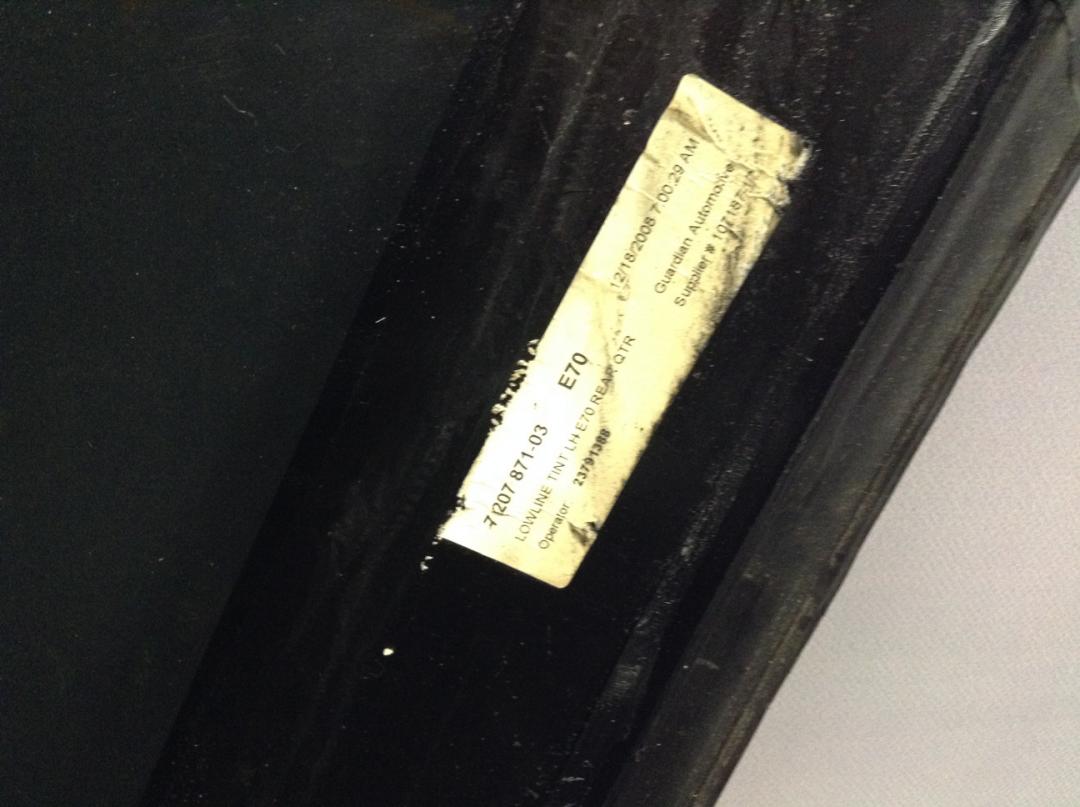 7207 871-03 E70 12/18/2008 7:00:29 AM
LOWLINE TINT LH E70 REAR QTR Guardian Automotive
Operator 23791388 Supplier #